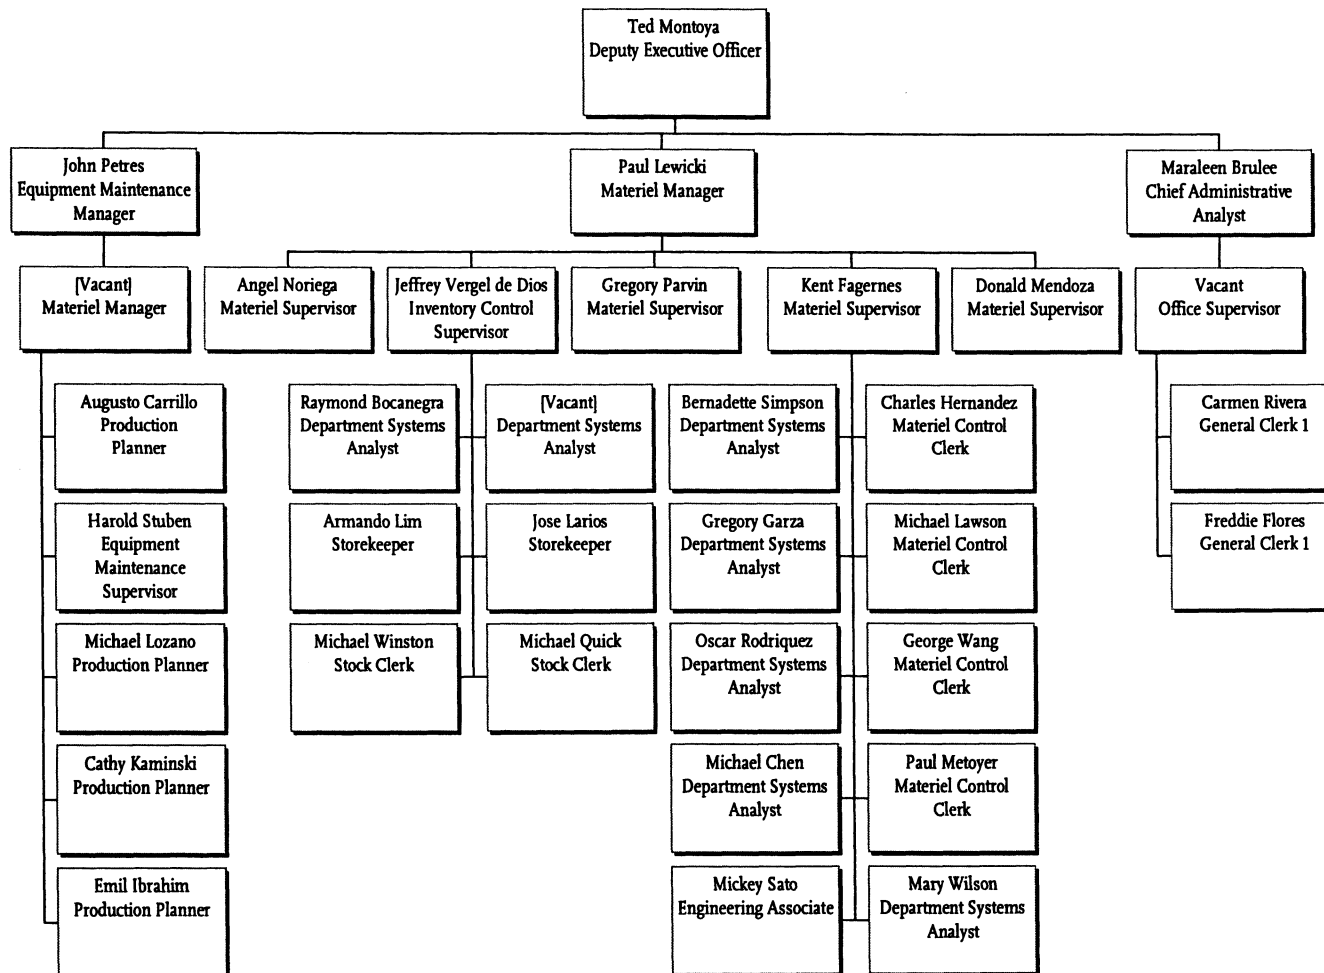 Ted Montoya
Deputy Executive Officer
John Petres
Equipment Maintenance
Manager
Paul Lewicki
Materiel Manager
Maraleen Brulee
Chief Administrative
Analyst
[Vacant]
Materiel Manager
Angel Noriega
Materiel Supervisor
Jeffrey Vergel de Dios
Inventory Control
Supervisor
Gregory Parvin
Materiel Supervisor
Kent Fagernes
Materiel Supervisor
Donald Mendoza
Materiel Supervisor
Vacant
Office Supervisor
Augusto Carrillo
Production
Planner
Raymond Bocanegra
Department Systems
Analyst
[Vacant]
Department Systems
Analyst
Bernadette Simpson
Department Systems
Analyst
Charles Hernandez
Materiel Control
Clerk
Carmen Rivera
General Clerk 1
Harold Stuben
Equipment
Maintenance
Supervisor
Armando Lim
Storekeeper
Jose Larios
Storekeeper
Gregory Garza
Department Systems
Analyst
Michael Lawson
Materiel Control
Clerk
Freddie Flores
General Clerk 1
Michael Lozano
Production Planner
Michael Winston
Stock Clerk
Michael Quick
Stock Clerk
Oscar Rodriquez
Department Systems
Analyst
George Wang
Materiel Control
Clerk
Cathy Kaminski
Production Planner
Michael Chen
Department Systems
Analyst
Paul Metoyer
Materiel Control
Clerk
Emil Ibrahim
Production Planner
Mickey Sato
Engineering Associate
Mary Wilson
Department Systems
Analyst